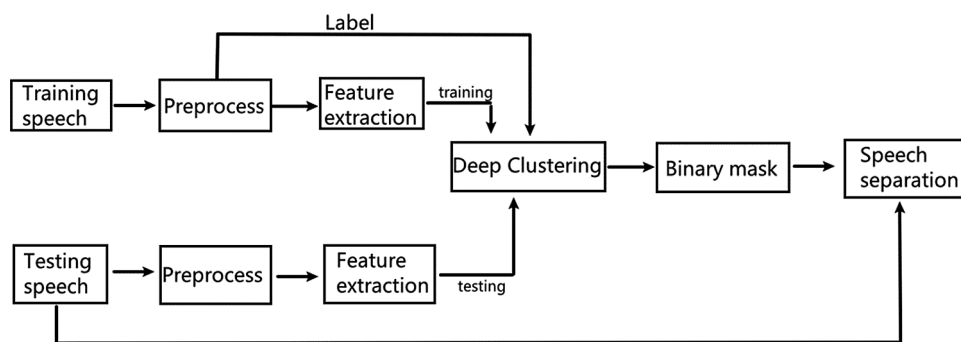 Label
Training
speech
Preprocess
Feature
extraction
training
Deep Clustering
Binary mask
Speech
separation
Testing
speech
Preprocess
Feature
extraction
testing